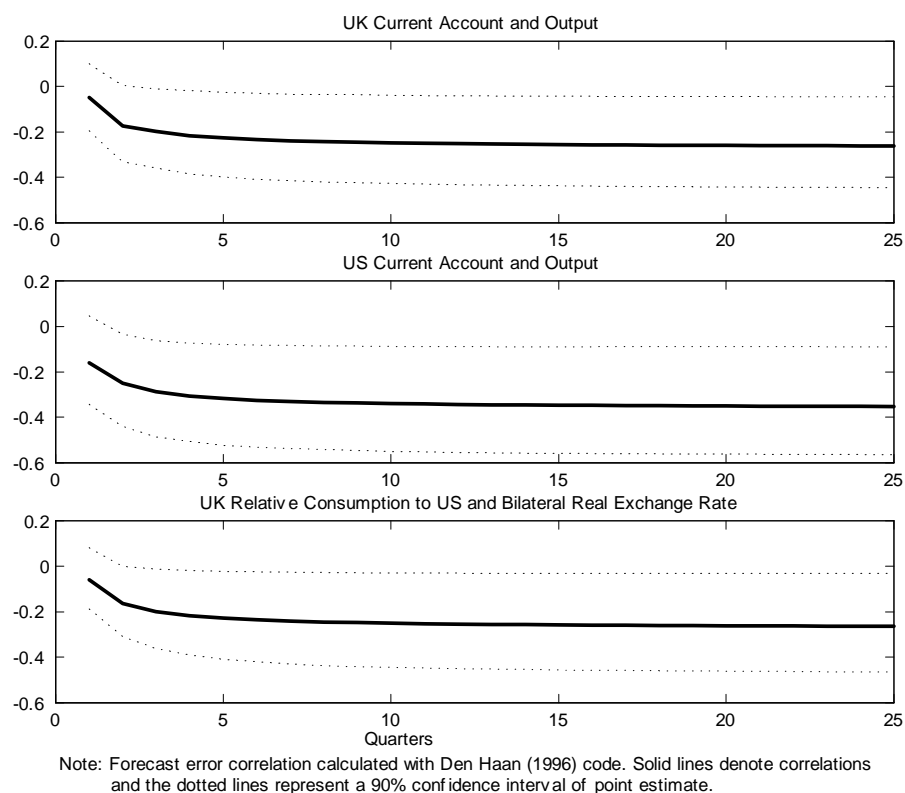 UK Current Account and Output
0.2
0
-0.2
-0.4
-0.6
0 5 10 15 20 25
US Current Account and Output
0.2
0
-0.2
-0.4
-0.6
0 5 10 15 20 25
UK Relative Consumption to US and Bilateral Real Exchange Rate
0.2
0
-0.2
-0.4
-0.6
0 5 10 15 20 25
Quarters
Note: Forecast error correlation calculated with Den Haan (1996) code. Solid lines denote correlations
and the dotted lines represent a 90% confidence interval of point estimate.